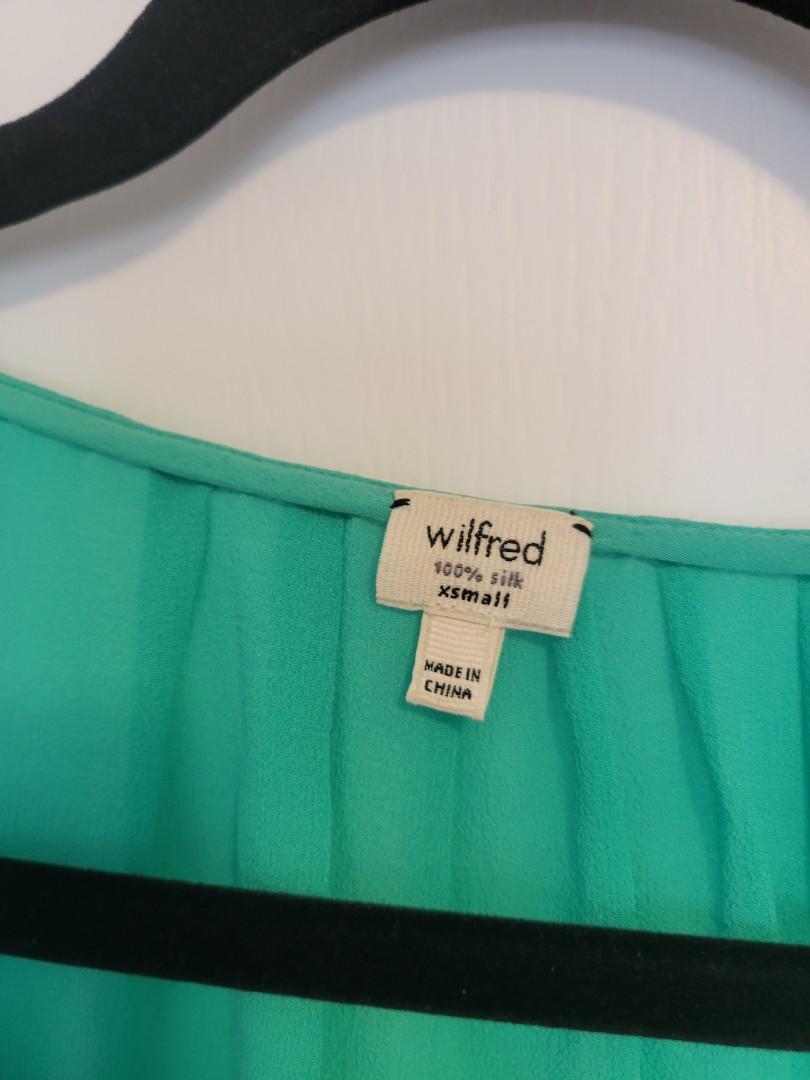 wilfred
100% silk
xsmall
MADE IN
CHINA